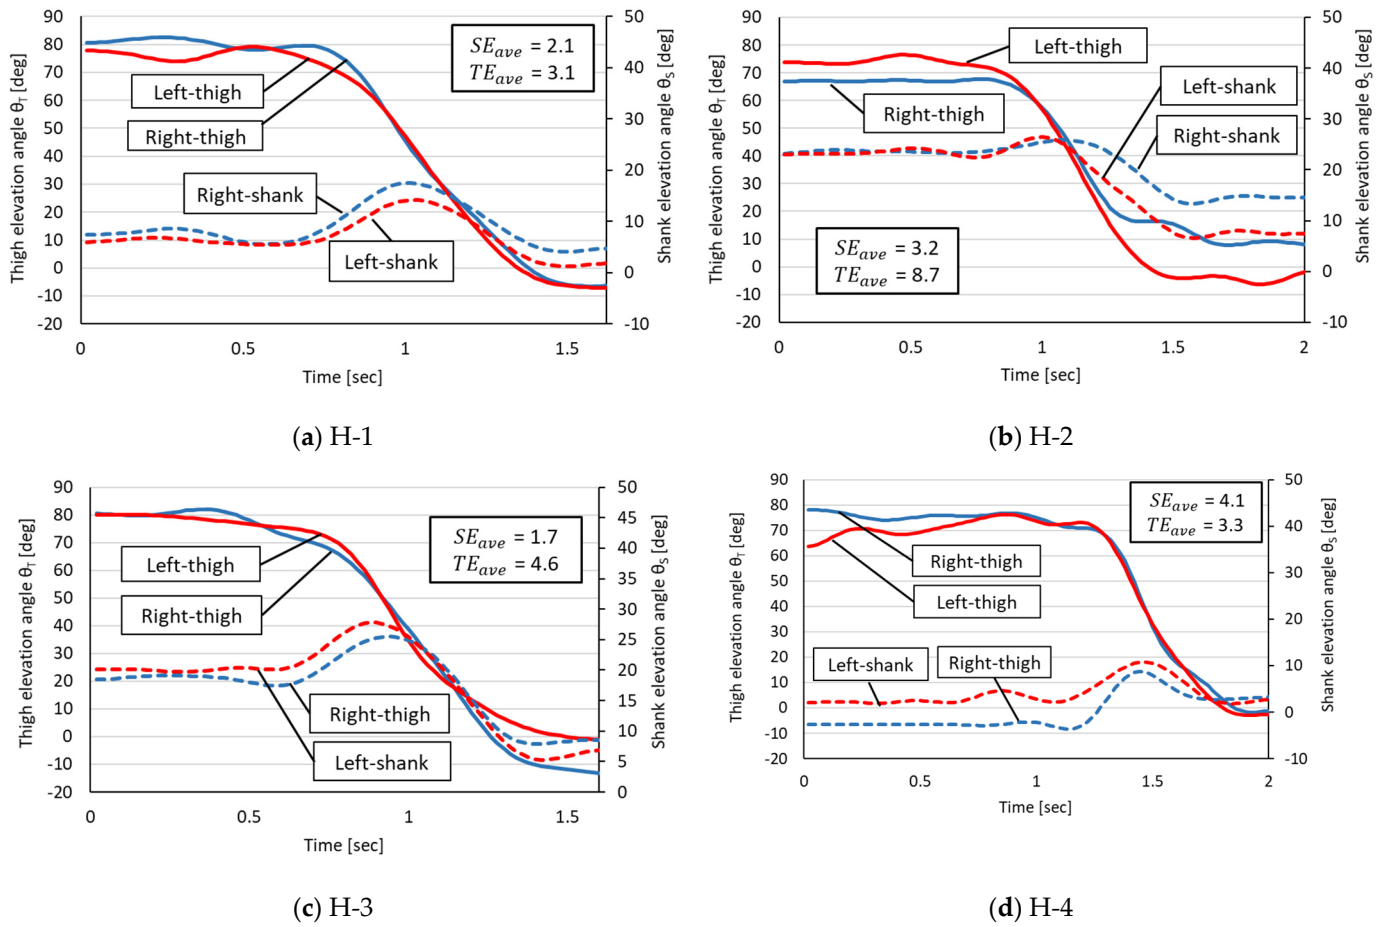 90
80
70
60
50
40
30
20
10
0
-10
-20
Thigh elevation angle θT [deg]
50
40
30
20
10
0
-10
Shank elevation angle θS [deg]
SEave = 2.1
TEave = 3.1
Left-thigh
Right-thigh
Right-shank
Left-shank
0
0.5
1
1.5
Time [sec]
(a) H-1
90
80
70
60
50
40
30
20
10
0
-10
-20
Thigh elevation angle θT [deg]
50
40
30
20
10
0
-10
Shank elevation angle θS [deg]
Left-thigh
Left-shank
Right-thigh
Right-shank
SEave = 3.2
TEave = 8.7
0
0.5
1
1.5
2
Time [sec]
(b) H-2
90
80
70
60
50
40
30
20
10
0
-10
-20
Thigh elevation angle θT [deg]
50
45
40
35
30
25
20
15
10
5
0
Shank elevation angle θS [deg]
SEave = 1.7
TEave = 4.6
Left-thigh
Right-thigh
Right-thigh
Left-shank
0
0.5
1
1.5
Time [sec]
(c) H-3
90
80
70
60
50
40
30
20
10
0
-10
-20
Thigh elevation angle θT [deg]
50
40
30
20
10
0
-10
Shank elevation angle θS [deg]
SEave = 4.1
TEave = 3.3
Right-thigh
Left-thigh
Left-shank
Right-thigh
0
0.5
1
1.5
2
Time [sec]
(d) H-4